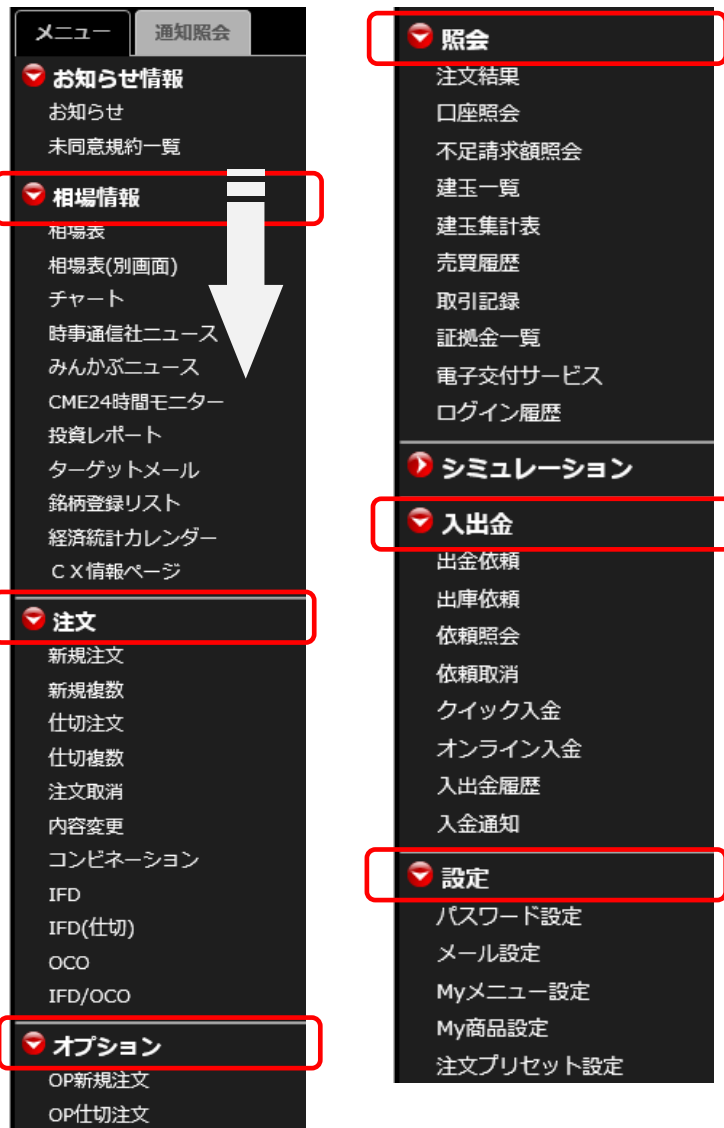 メニュー
通知照会
お知らせ情報
お知らせ
未同意規約一覧
相場情報
相場表
相場表(別画面)
チャート
時事通信社ニュース
みんかぶニュース
CME24時間モニター
投資レポート
ターゲットメール
銘柄登録リスト
経済統計カレンダー
ＣＸ情報ページ
注文
新規注文
新規複数
仕切注文
仕切複数
注文取消
内容変更
コンビネーション
IFD
IFD(仕切)
OCO
IFD/OCO
オプション
OP新規注文
OP仕切注文
照会
注文結果
口座照会
不足請求額照会
建玉一覧
建玉集計表
売買履歴
取引記録
証拠金一覧
電子交付サービス
ログイン履歴
シミュレーション
入出金
出金依頼
出庫依頼
依頼照会
依頼取消
クイック入金
オンライン入金
入出金履歴
入金通知
設定
パスワード設定
メール設定
Myメニュー設定
My商品設定
注文プリセット設定